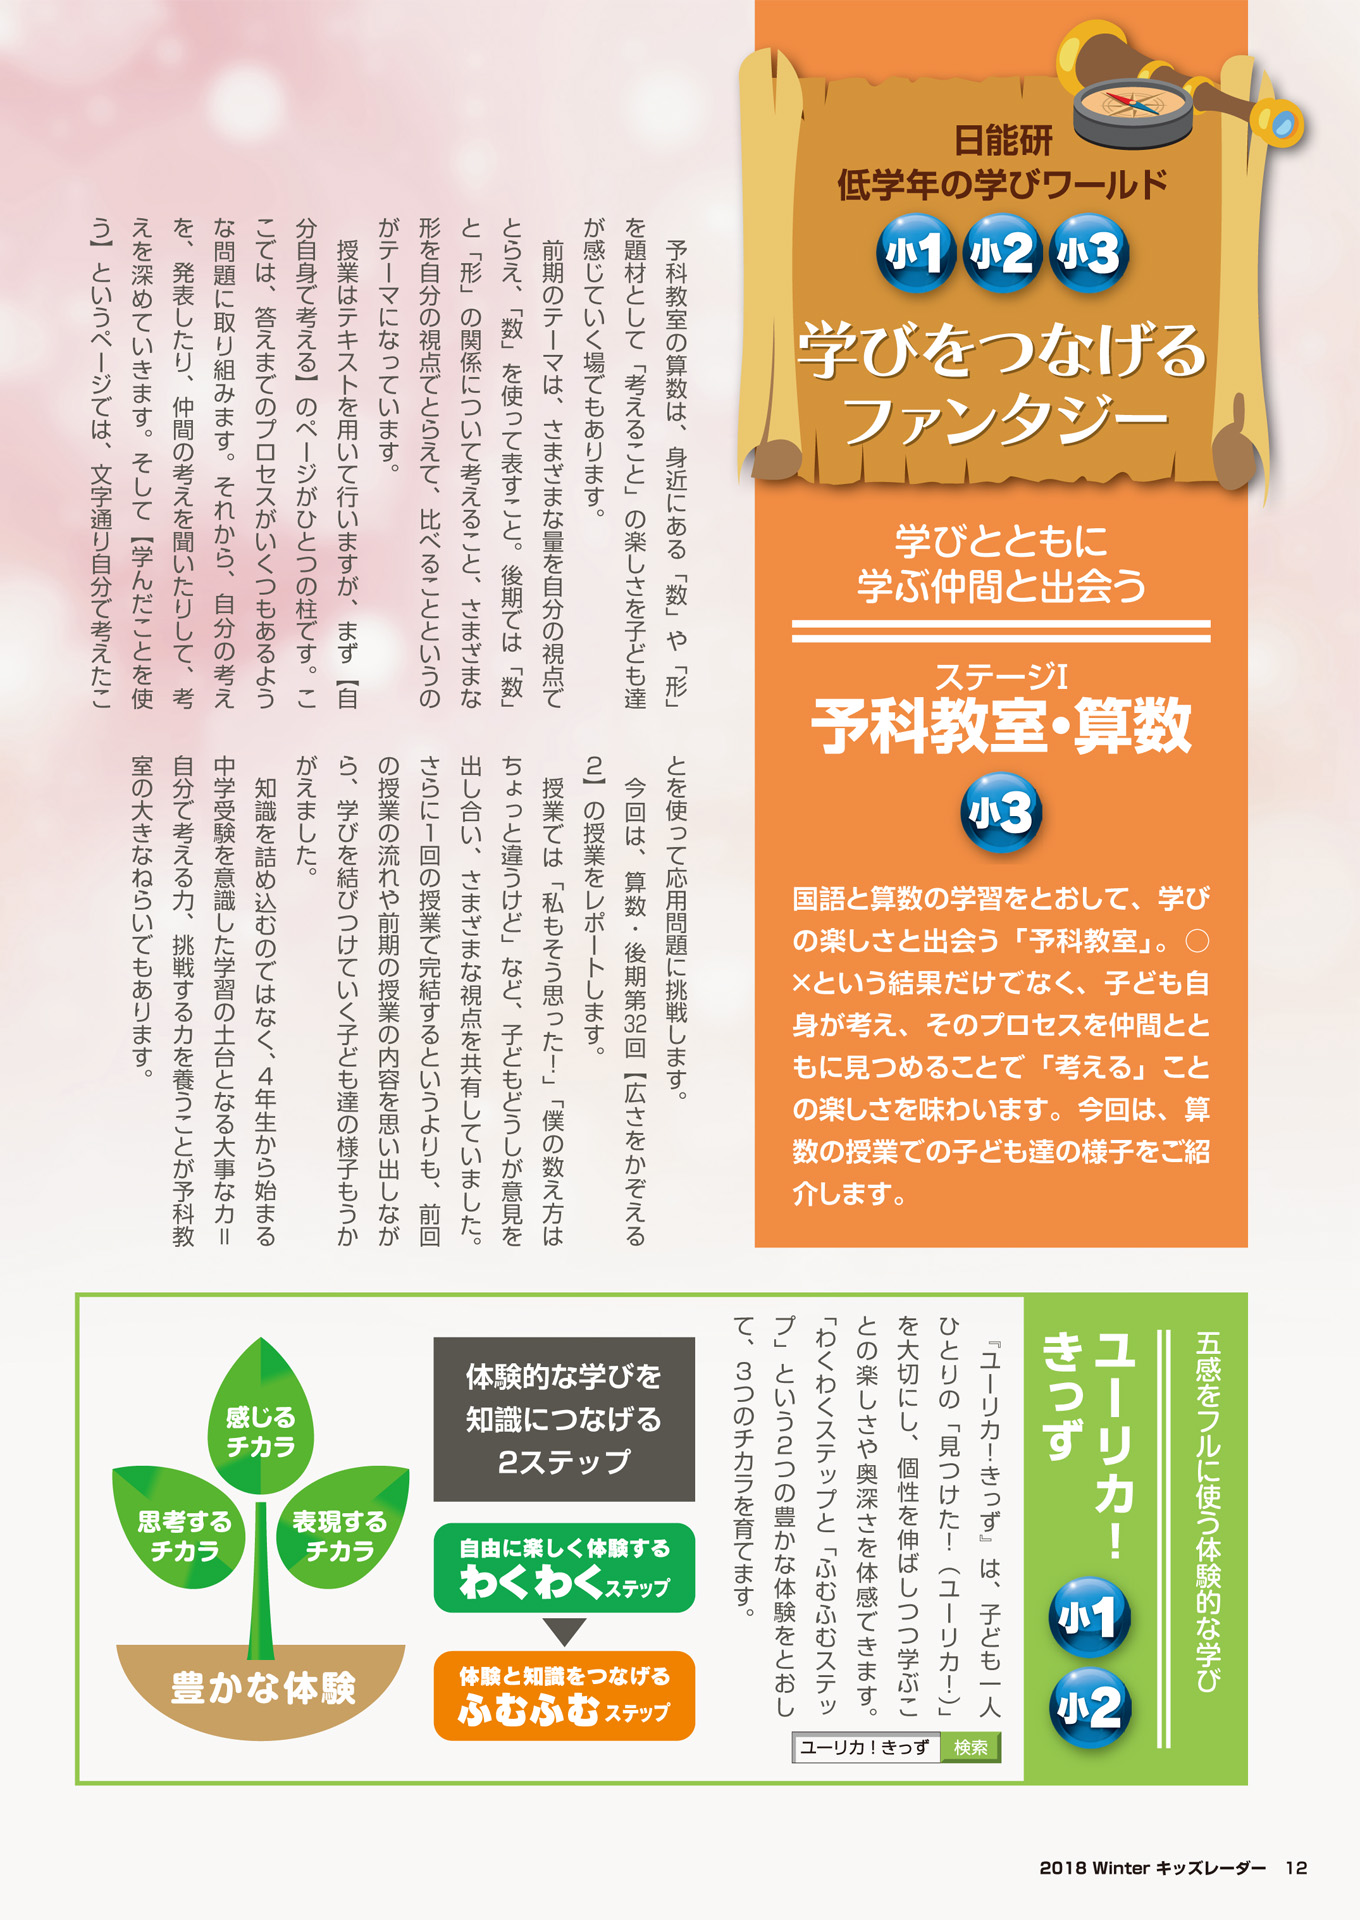 日能研
低学年の学びワールド
小1 小2 小3
学びをつなげる
ファンタジー
学びとともに
学ぶ仲間と出会う
ステージⅠ
予科教室・算数
小3
国語と算数の学習をとおして、学び
の楽しさと出会う「予科教室」。○
×という結果だけでなく、子ども自
身が考え、そのプロセスを仲間とと
もに見つめることで「考える」こと
の楽しさを味わいます。今回は、算
数の授業での子ども達の様子をご紹
介します。
予科教室の算数は、身近にある「数」や「形」
を題材として「考えること」の楽しさを子ども達
が感じていく場でもあります。
前期のテーマは、さまざまな量を自分の視点で
とらえ、「数」を使って表すこと。後期では「数」
と「形」の関係について考えること、さまざまな
形を自分の視点でとらえて、比べることというの
がテーマになっています。
授業はテキストを用いて行いますが、まず【自
分自身で考える】のページがひとつの柱です。こ
こでは、答えまでのプロセスがいくつもあるよう
な問題に取り組みます。それから、自分の考え
を、発表したり、仲間の考えを聞いたりして、考
えを深めていきます。そして【学んだことを使
う】というページでは、文字通り自分で考えたこ
とを使って応用問題に挑戦します。
今回は、算数・後期第32回【広さをかぞえる
2】の授業をレポートします。
授業では「私もそう思った！」「僕の数え方は
ちょっと違うけど」など、子どもどうしが意見を
出し合い、さまざまな視点を共有していました。
さらに1回の授業で完結するというよりも、前回
の授業の流れや前期の授業の内容を思い出しなが
ら、学びを結びつけていく子ども達の様子もうか
がえました。
知識を詰め込むのではなく、4年生から始まる
中学受験を意識した学習の土台となる大事な力＝
自分で考える力、挑戦する力を養うことが予科教
室の大きなねらいでもあります。
五感をフルに使う体験的な学び
ユーリカ！
きっず
小1
小2
『ユーリカ！きっず』は、子ども一人
ひとりの「見つけた！（ユーリカ！）」
を大切にし、個性を伸ばしつつ学ぶこ
との楽しさや奥深さを体感できます。
「わくわくステップと「ふむふむステッ
プ」という2つの豊かな体験をとおし
て、3つのチカラを育てます。
ユーリカ！きっず 検索
体験的な学びを
知識につなげる
2ステップ
自由に楽しく体験する
わくわくステップ
体験と知識をつなげる
ふむふむステップ
感じる
チカラ
思考する
チカラ
表現する
チカラ
豊かな体験
2018 Winter キッズレーダー 12